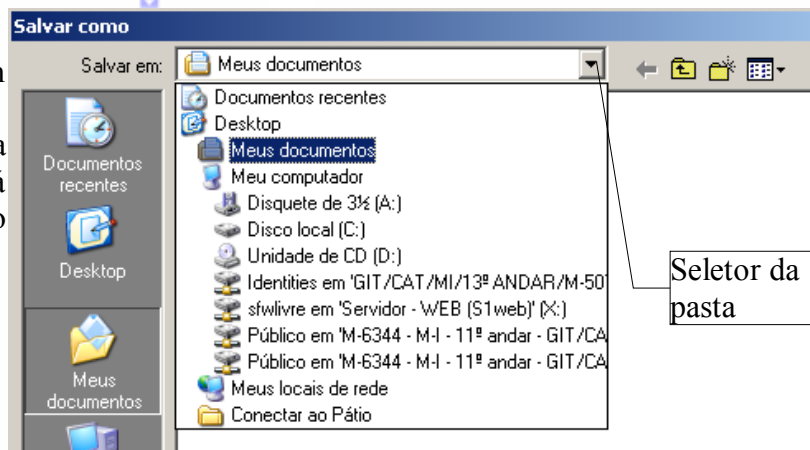 Salvar como
Salvar em:
Meus documentos
Documentos recentes
Desktop
Meus documentos
Meu computador
Disquete de 3½ (A:)
Disco local (C:)
Unidade de CD (D:)
Identities em 'GIT/CAT/MI/13º ANDAR/M-50
sfwlivre em 'Servidor - WEB (S1web)' (X:)
Público em 'M-6344 - M-I - 11º andar - GIT/CA
Público em 'M-6344 - M-I - 11º andar - GIT/CA
Meus locais de rede
Conectar ao Pátio
Documentos
recentes
Desktop
Meus
documentos
Seletor da
pasta